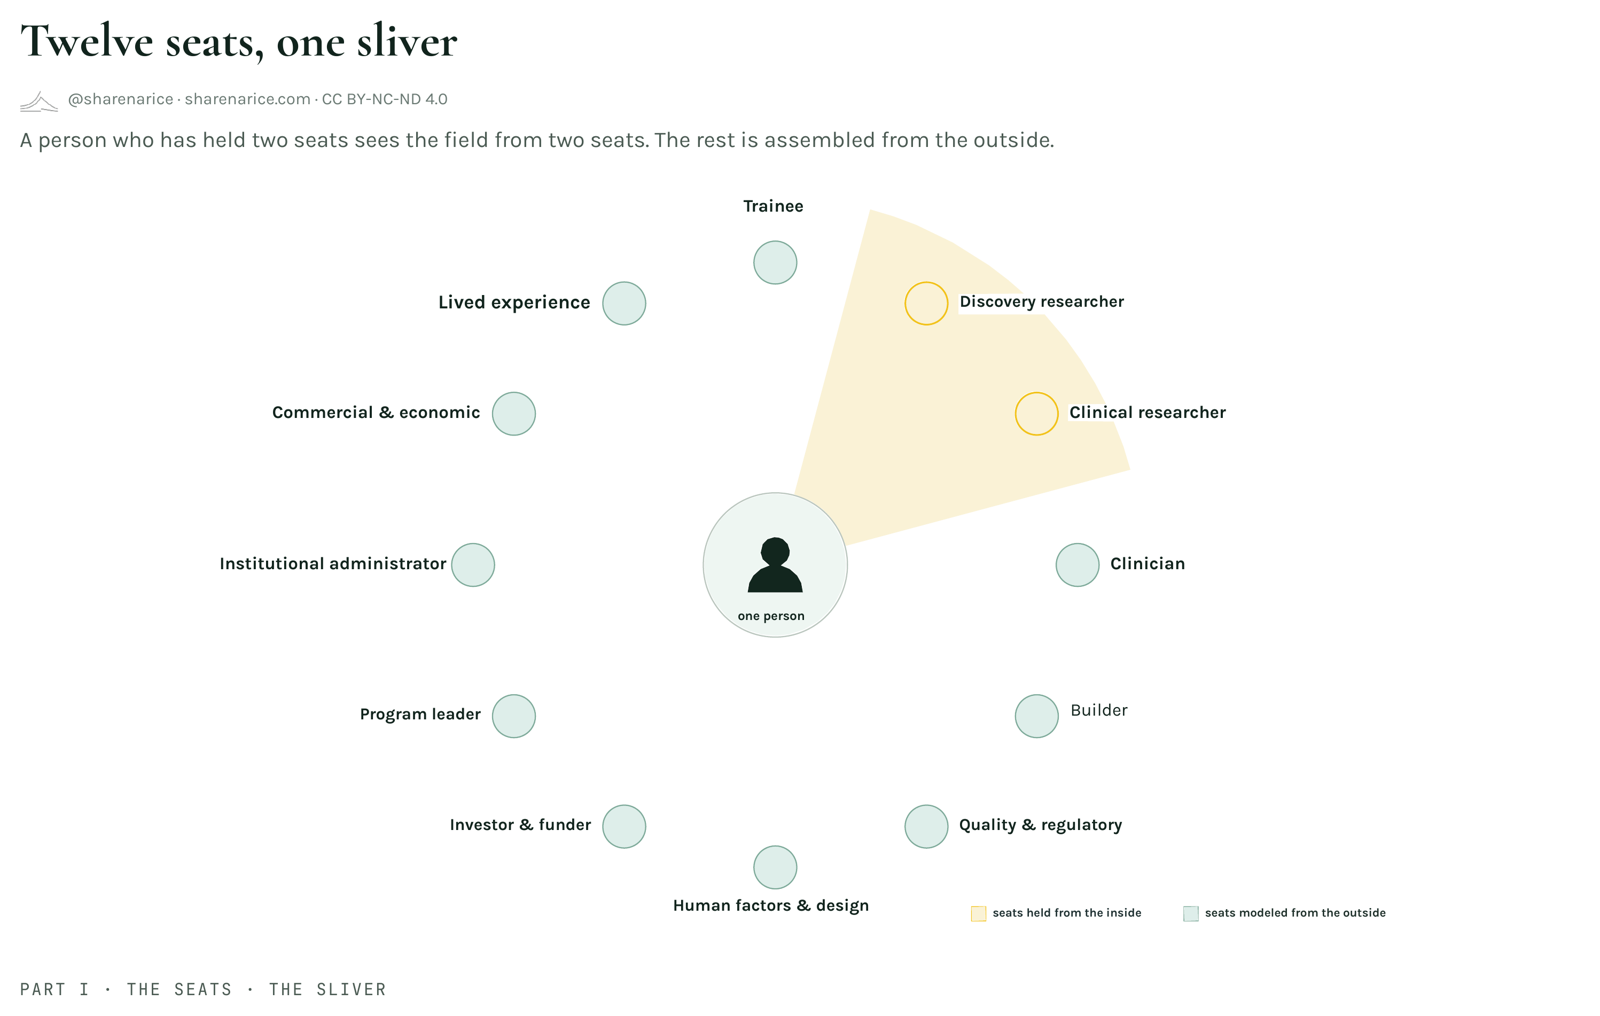 Twelve seats, one sliver
@sharenarice · sharenarice.com · CC BY-NC-ND 4.0
A person who has held two seats sees the field from two seats. The rest is assembled from the outside.
Trainee
Lived experience
Discovery researcher
Commercial & economic
Clinical researcher
Institutional administrator
Clinician
one person
Program leader
Builder
Investor & funder
Quality & regulatory
Human factors & design
seats held from the inside
seats modeled from the outside
PART I · THE SEATS · THE SLIVER